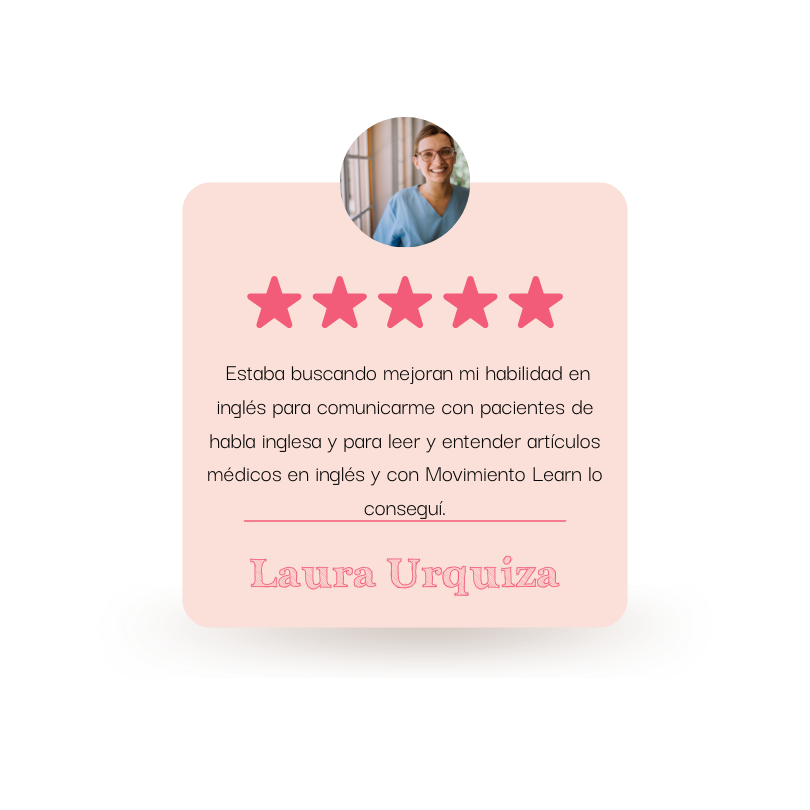 Estaba buscando mejoran mi habilidad en
inglés para comunicarme con pacientes de
habla inglesa y para leer y entender artículos
médicos en inglés y con Movimiento Learn lo
conseguí.
Laura Urquiza